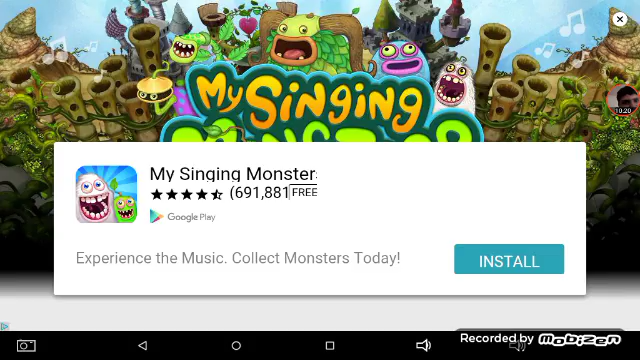 My Singing
10.20
My Singing Monsters
(691,881
FREE
Google Play
Experience the Music. Collect Monsters Today!
INSTALL
Recorded by MOBIZEN